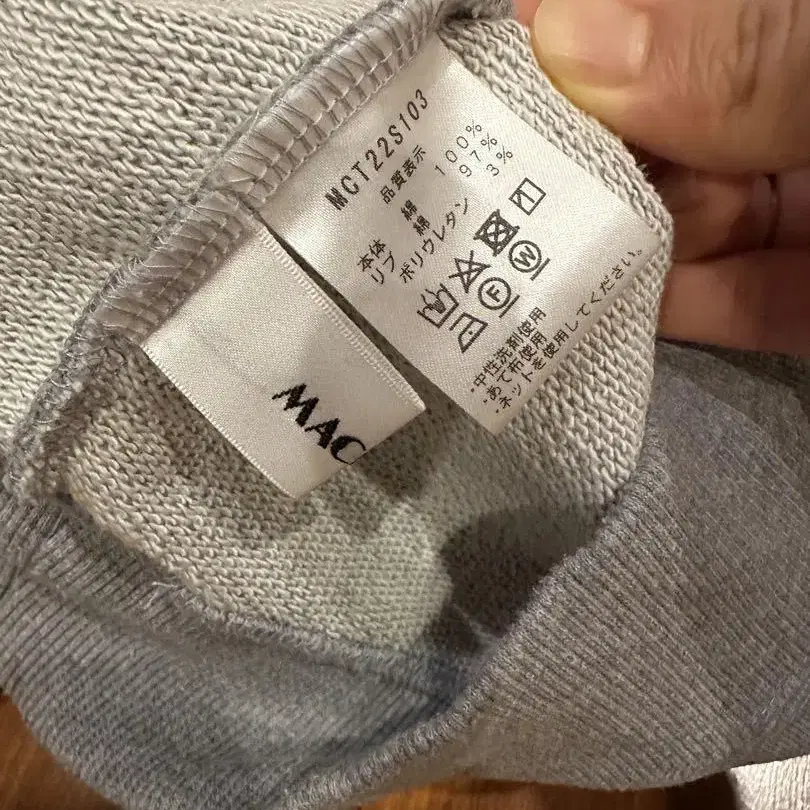 MCT22S103
品質表示
本体 綿 100%
リブ 綿 97%
ポリウレタン 3%
F W
・中性洗剤使用
・あて布使用
・ネットを使用してください。
MAC